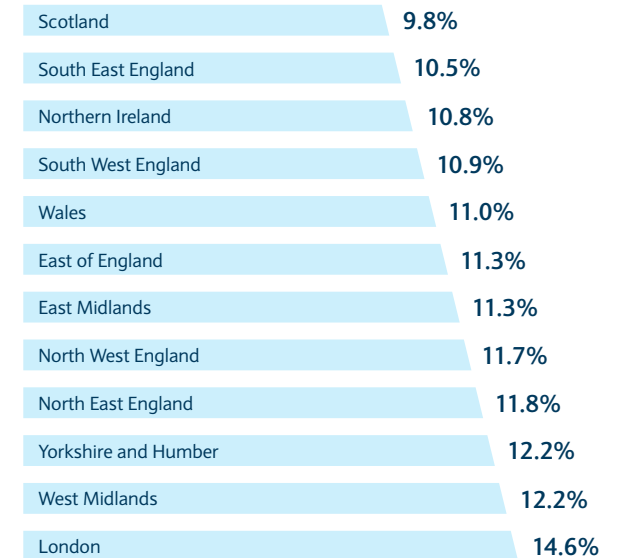 Scotland 9.8%
South East England 10.5%
Northern Ireland 10.8%
South West England 10.9%
Wales 11.0%
East of England 11.3%
East Midlands 11.3%
North West England 11.7%
North East England 11.8%
Yorkshire and Humber 12.2%
West Midlands 12.2%
London 14.6%